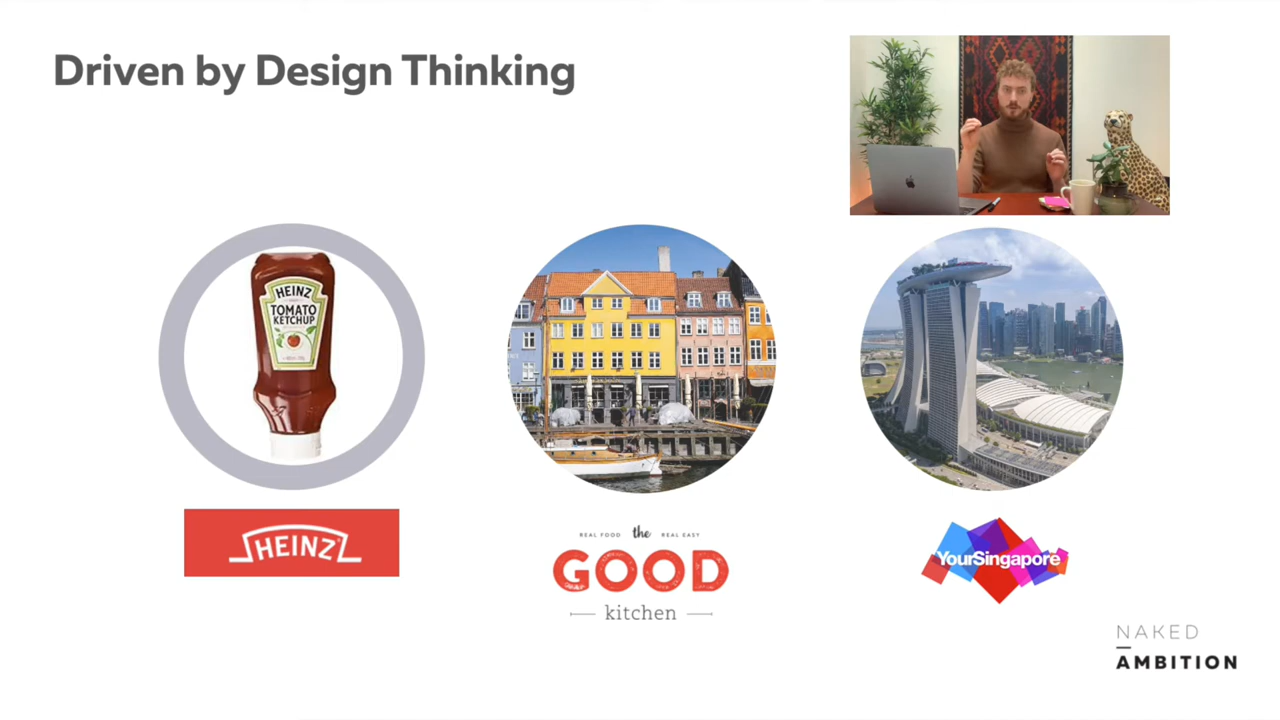 Driven by Design Thinking
HEINZ
TOMATO
KETCHUP
HEINZ
REAL FOOD the REAL EASY
GOOD
kitchen
YourSingapore
NAKED
AMBITION